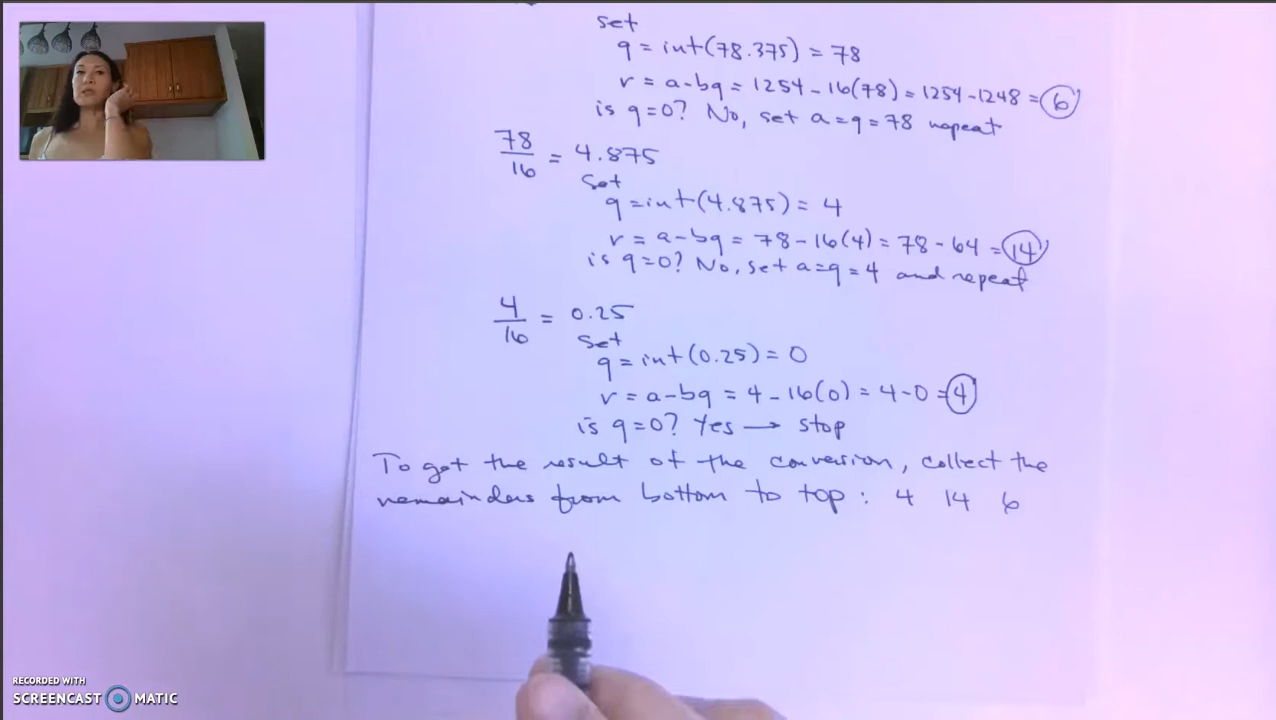 set
q = int(78.375) = 78
r = a-bq = 1254 - 16(78) = 1254-1248 = 6
is q=0? No, set a=q=78 repeat
78/16 = 4.875
set
q = int(4.875) = 4
r = a-bq = 78-16(4) = 78-64 = 14
is q=0? No, set a=q=4 and repeat
4/16 = 0.25
set
q = int(0.25) = 0
r = a-bq = 4-16(0) = 4-0 = 4
is q=0? Yes → stop
To get the result of the conversion, collect the
remainders from bottom to top: 4 14 6
RECORDED WITH
SCREENCAST MATIC